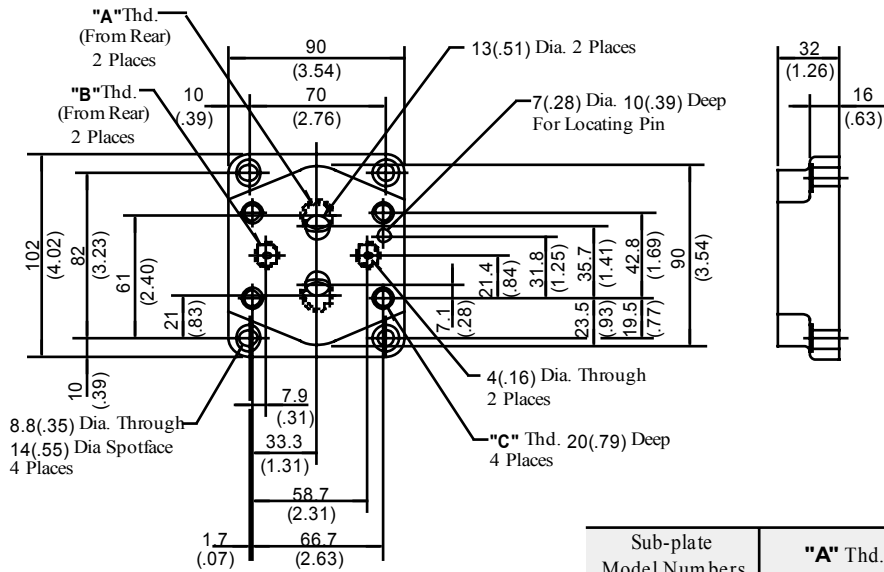 "A" Thd.
(From Rear)
2 Places
90
(3.54)
13(.51) Dia. 2 Places
32
(1.26)
"B" Thd.
(From Rear)
2 Places
10
(.39)
70
(2.76)
7(.28) Dia. 10(.39) Deep
For Locating Pin
16
(.63)
102
(4.02)
82
(3.23)
61
(2.40)
21
(.83)
10
(.39)
21.4
(.84)
31.8
(1.25)
35.7
(1.41)
42.8
(1.69)
90
(3.54)
7.1
(.28)
23.5
(.93)
19.5
(.77)
4(.16) Dia. Through
2 Places
7.9
(.31)
8.8(.35) Dia. Through
14(.55) Dia Spotface
4 Places
33.3
(1.31)
"C" Thd. 20(.79) Deep
4 Places
58.7
(2.31)
1.7
(.07)
66.7
(2.63)
Sub-plate
Model Numbers
"A" Thd.